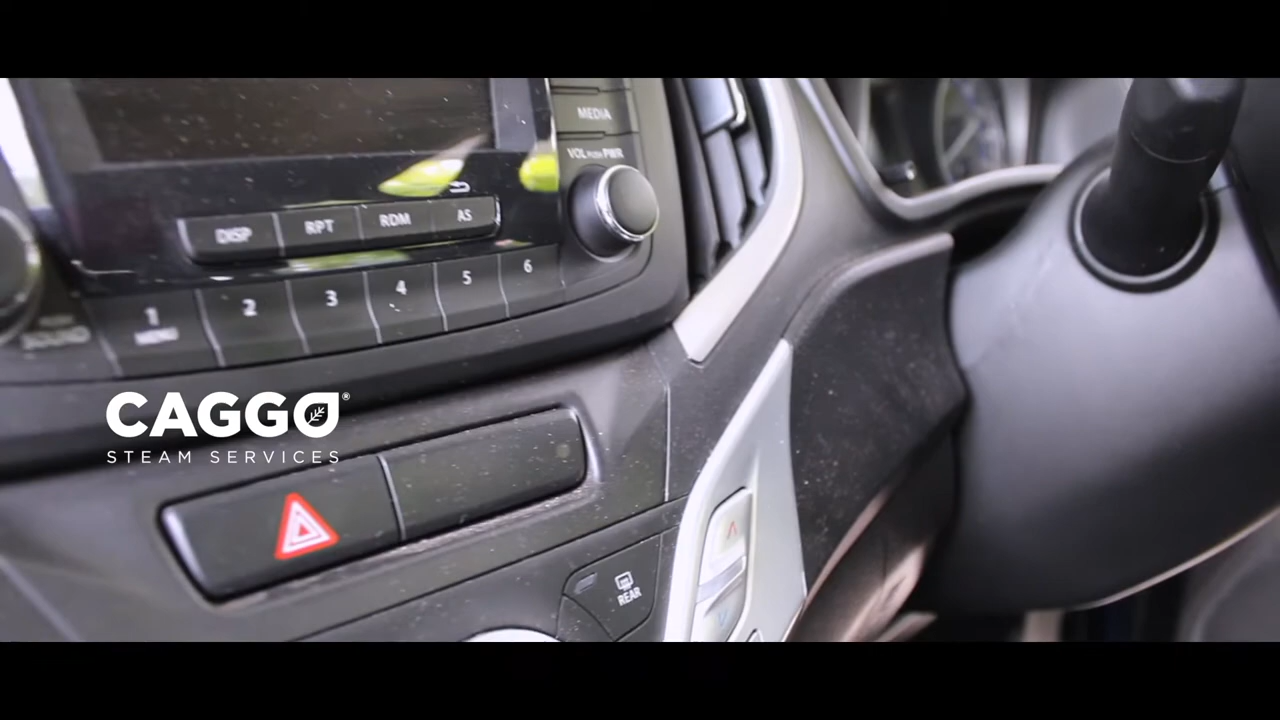 MEDIA
VOL PUSH PWR
DISP RPT RDM AS
1 2 3 4 5 6
MENU
SOUND
CAGGO®
STEAM SERVICES
REAR